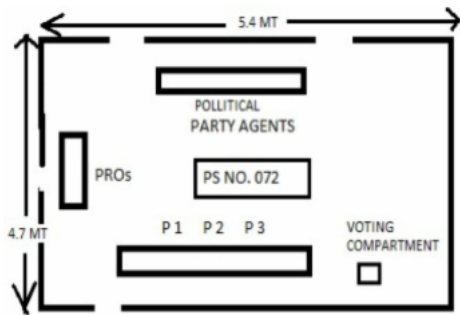 5.4 MT
POLLITICAL
PARTY AGENTS
PROs
PS NO. 072
P 1 P 2 P 3
4.7 MT
VOTING
COMPARTMENT